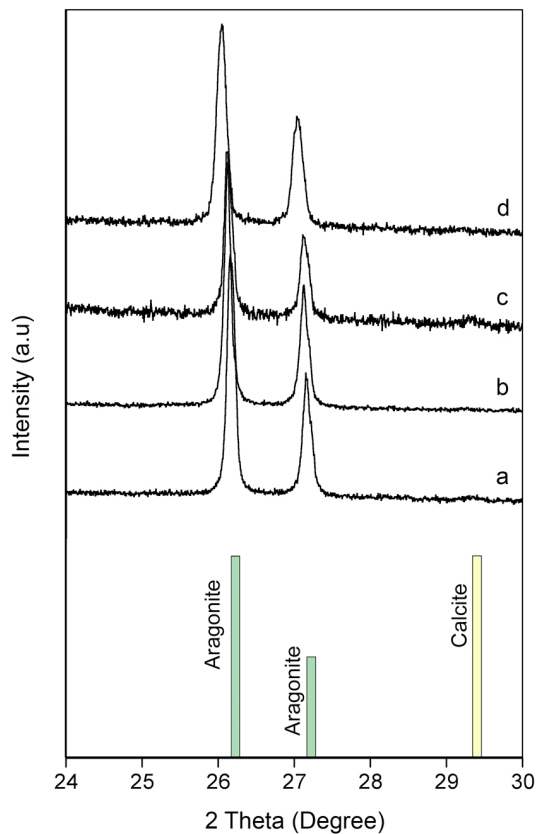 d
c
b
a
Intensity (a.u)
Aragonite
Aragonite
Calcite
24 25 26 27 28 29 30
2 Theta (Degree)